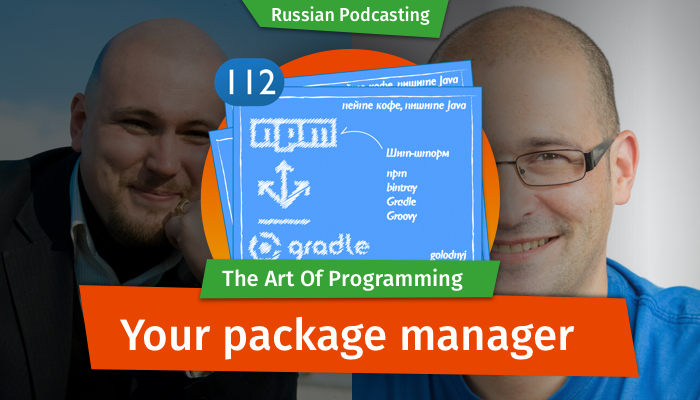 Russian Podcasting
112
кофе, пишите Java
пейте кофе, пишите Java
npm
Шит-шторм
npm
bintray
Gradle
Groovy
gradle
golodnyj
The Art Of Programming
Your package manager